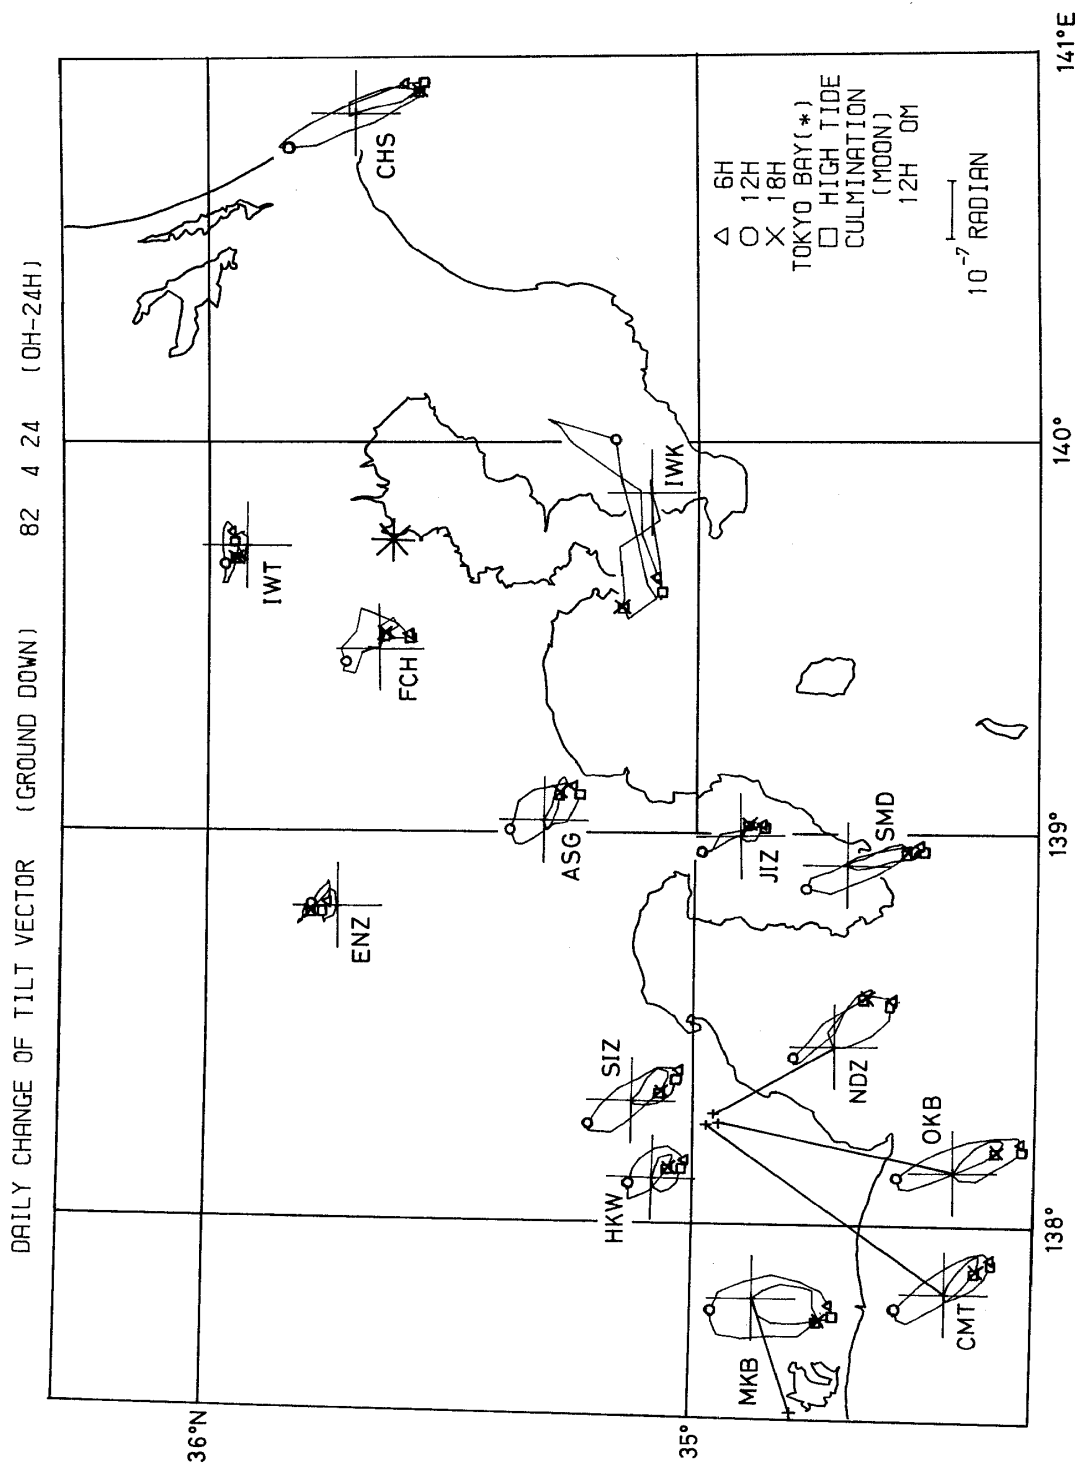 DAILY CHANGE OF TILT VECTOR (GROUND DOWN) 82 4 24 (0H-24H)
36°N
35°
138°
139°
140°
141°E
CHS
IWT
FCH
IWK
ENZ
ASG
JIZ
SMD
SIZ
HKW
NDZ
OKB
MKB
CMT
△ 6H
○ 12H
× 18H
TOKYO BAY(*)
□ HIGH TIDE
CULMINATION
(MOON)
12H 0M
10⁻⁷ RADIAN